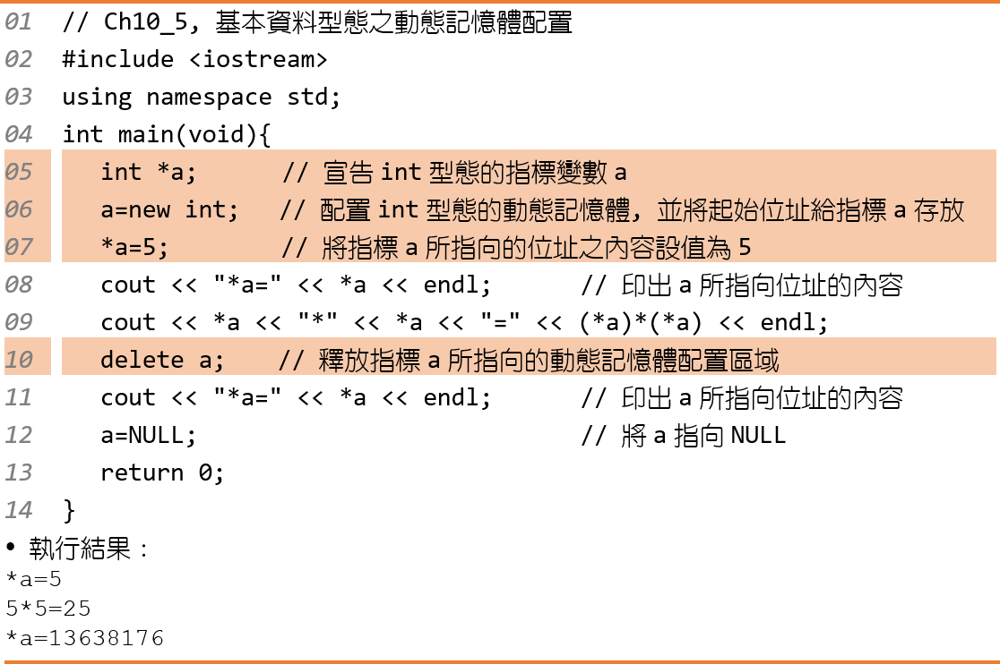 01 // Ch10_5, 基本資料型態之動態記憶體配置
02 #include <iostream>
03 using namespace std;
04 int main(void){
05 int *a; // 宣告 int 型態的指標變數 a
06 a=new int; // 配置 int 型態的動態記憶體, 並將起始位址給指標 a 存放
07 *a=5; // 將指標 a 所指向的位址之內容設值為 5
08 cout << "*a=" << *a << endl; // 印出 a 所指向位址的內容
09 cout << *a << "*" << *a << "=" << (*a)*(*a) << endl;
10 delete a; // 釋放指標 a 所指向的動態記憶體配置區域
11 cout << "*a=" << *a << endl; // 印出 a 所指向位址的內容
12 a=NULL; // 將 a 指向 NULL
13 return 0;
14 }
• 執行結果：
*a=5
5*5=25
*a=13638176